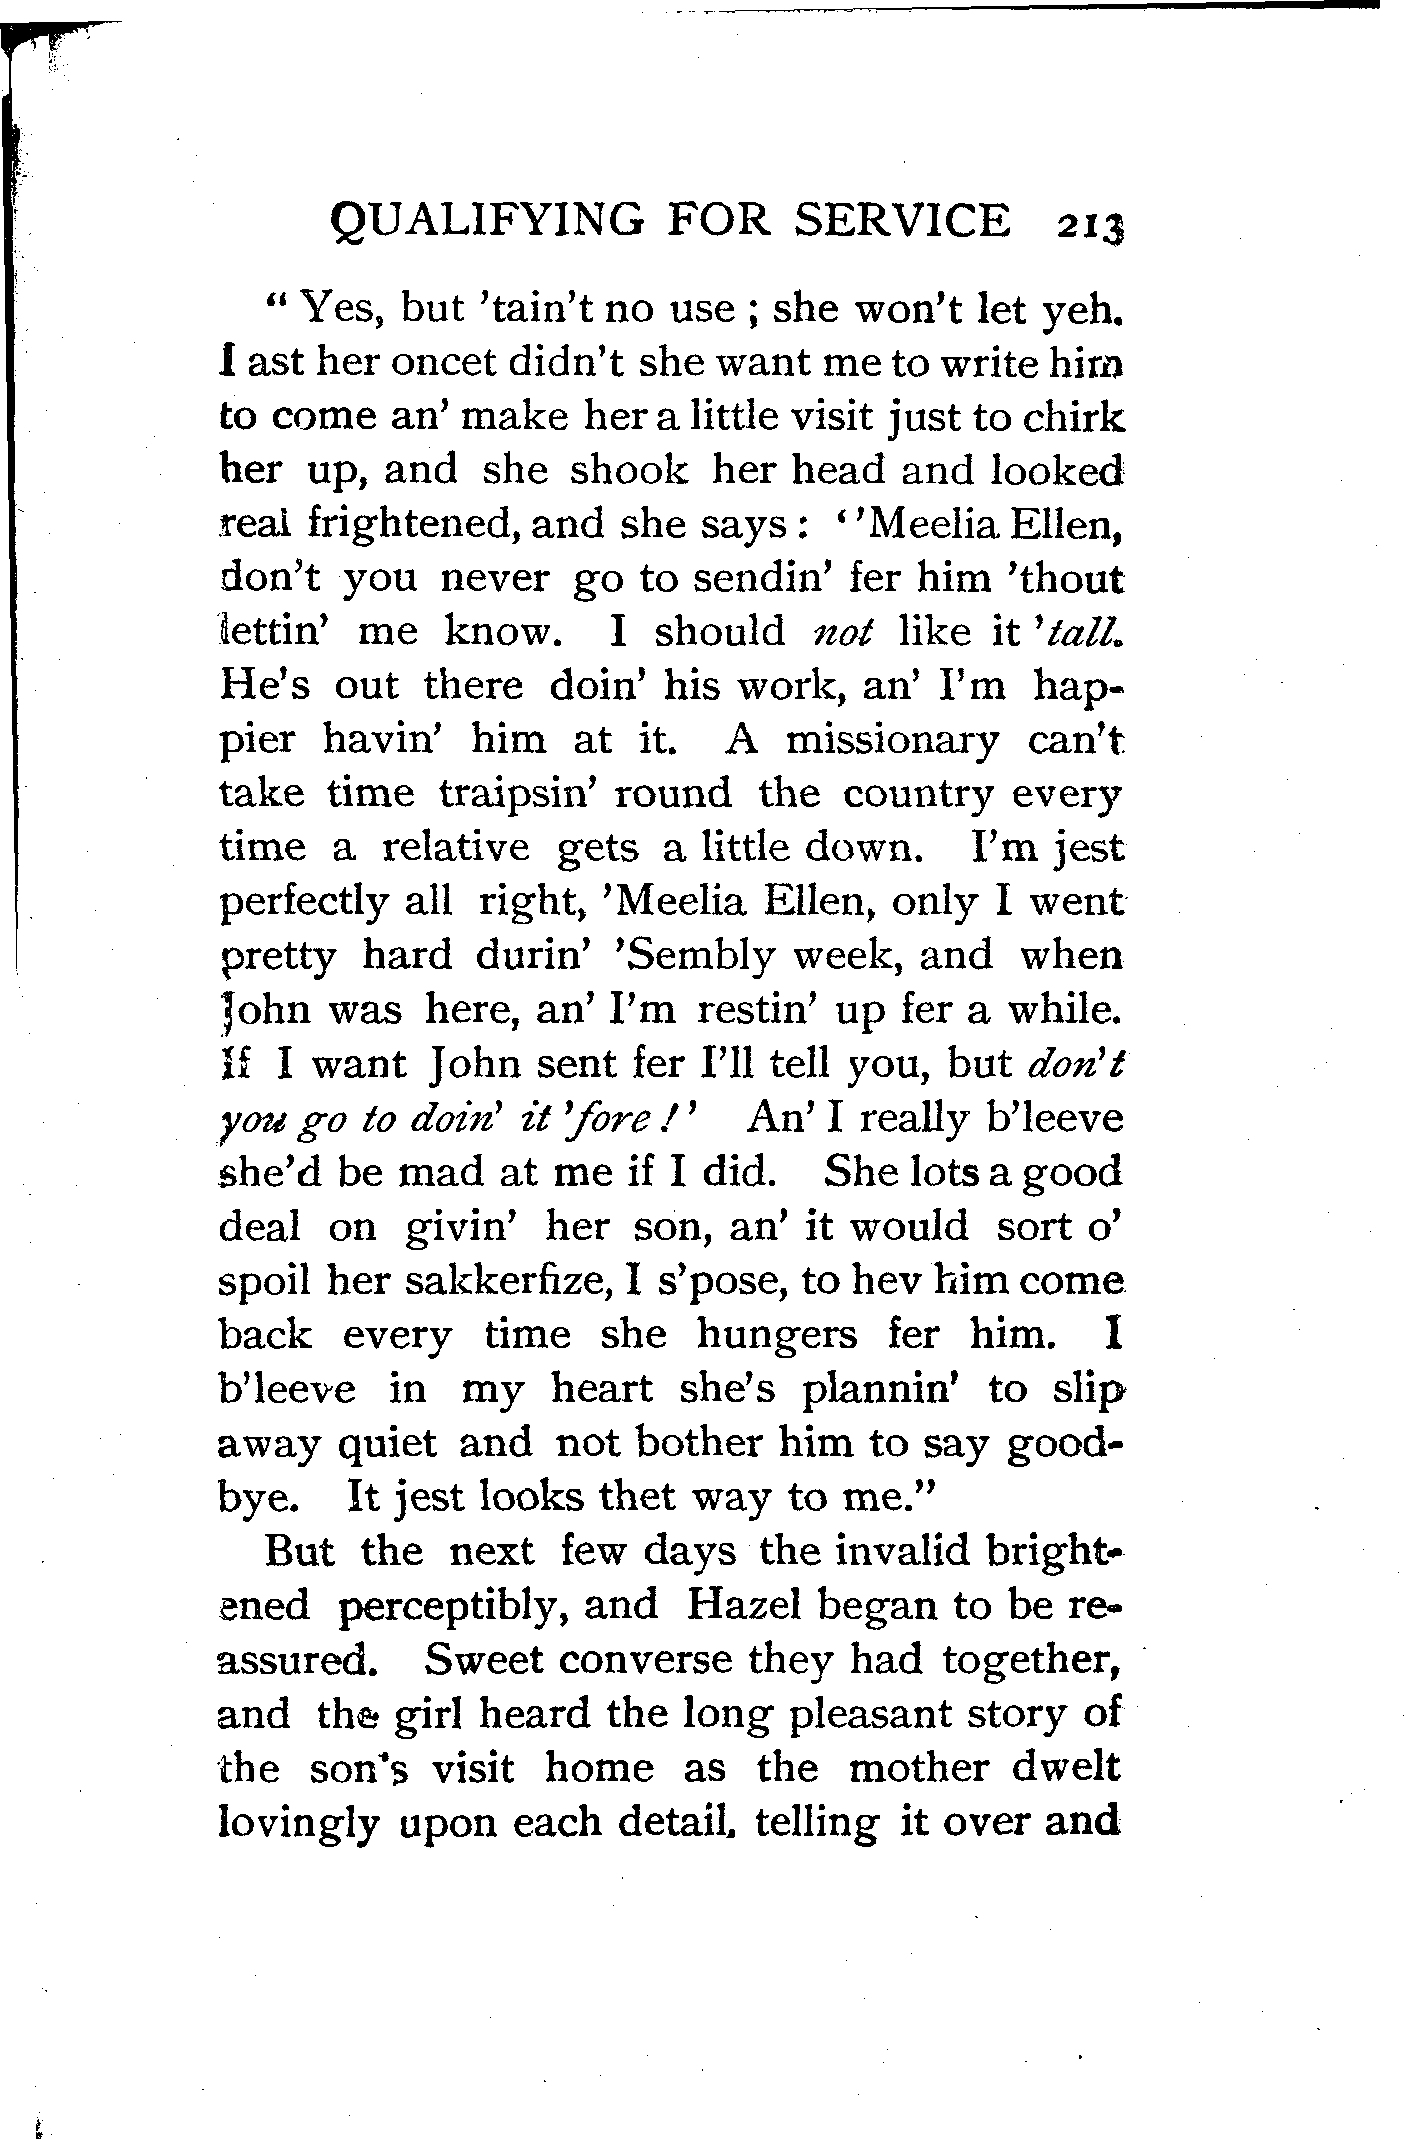 QUALIFYING FOR SERVICE 213
“ Yes, but 'tain't no use ; she won't let yeh.
I ast her oncet didn't she want me to write him
to come an' make her a little visit just to chirk
her up, and she shook her head and looked
real frightened, and she says : ‘ 'Meelia Ellen,
don't you never go to sendin' fer him 'thout
lettin' me know. I should not like it 'tall.
He's out there doin' his work, an' I'm hap-
pier havin' him at it. A missionary can't
take time traipsin' round the country every
time a relative gets a little down. I'm jest
perfectly all right, 'Meelia Ellen, only I went
pretty hard durin' 'Sembly week, and when
John was here, an' I'm restin' up fer a while.
If I want John sent fer I'll tell you, but don't
you go to doin' it 'fore ! ’ An' I really b'leeve
she'd be mad at me if I did. She lots a good
deal on givin' her son, an' it would sort o'
spoil her sakkerfize, I s'pose, to hev him come
back every time she hungers fer him. I
b'leeve in my heart she's plannin' to slip
away quiet and not bother him to say good-
bye. It jest looks thet way to me.”
But the next few days the invalid bright-
ened perceptibly, and Hazel began to be re-
assured. Sweet converse they had together,
and the girl heard the long pleasant story of
the son's visit home as the mother dwelt
lovingly upon each detail, telling it over and